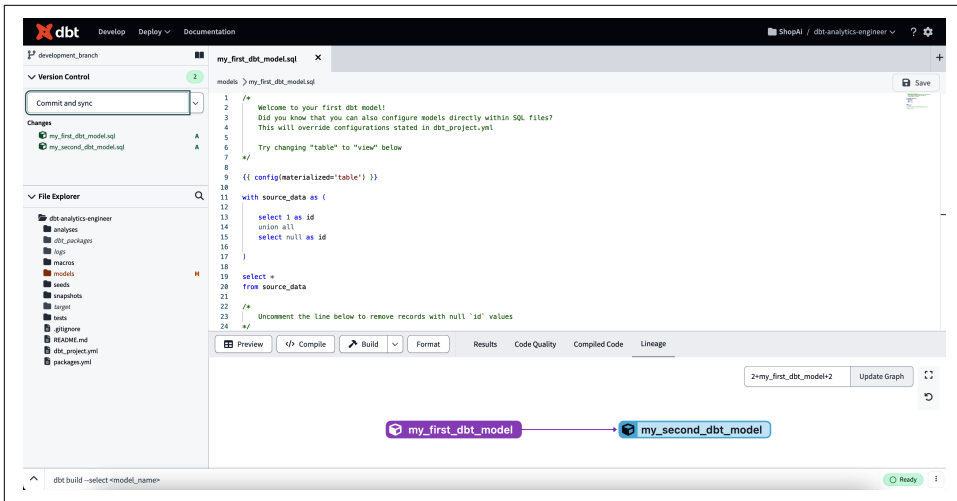 dbt
Develop
Deploy
Documentation
ShopAi / dbt-analytics-engineer
?
development_branch
Version Control
2
Commit and sync
Changes
my_first_dbt_model.sql A
my_second_dbt_model.sql A
File Explorer
dbt-analytics-engineer
analyses
dbt_packages
logs
macros
models M
seeds
snapshots
target
tests
.gitignore
README.md
dbt_project.yml
packages.yml
my_first_dbt_model.sql
models > my_first_dbt_model.sql
Save
1 /*
2 Welcome to your first dbt model!
3 Did you know that you can also configure models directly within SQL files?
4 This will override configurations stated in dbt_project.yml
5
6 Try changing "table" to "view" below
7 */
8
9 {{ config(materialized='table') }}
10
11 with source_data as (
12
13 select 1 as id
14 union all
15 select null as id
16
17 )
18
19 select *
20 from source_data
21
22 /*
23 Uncomment the line below to remove records with null `id` values
24 */
Preview
</> Compile
Build
Format
Results
Code Quality
Compiled Code
Lineage
2+my_first_dbt_model+2
Update Graph
my_first_dbt_model
my_second_dbt_model
dbt build --select <model_name>
Ready